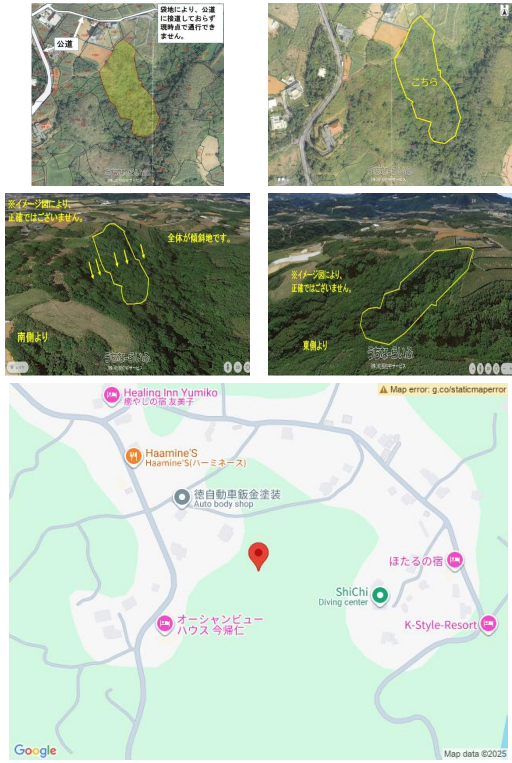 袋地により、公道
に接道しておらず
現時点で通行でき
ません。
公道
こちら
※イメージ図により、
正確ではございません。
全体が傾斜地です。
南側より
※イメージ図により、
正確ではございません。
東側より
Map error: g.co/staticmaperror
Healing Inn Yumiko
癒やしの宿 友美子
Haamine'S
Haamine'S(ハーミネース)
徳自動車鈑金塗装
Auto body shop
ほたるの宿
ShiChi
Diving center
オーシャンビュー
ハウス 今帰仁
K-Style-Resort
Google
Map data ©2025